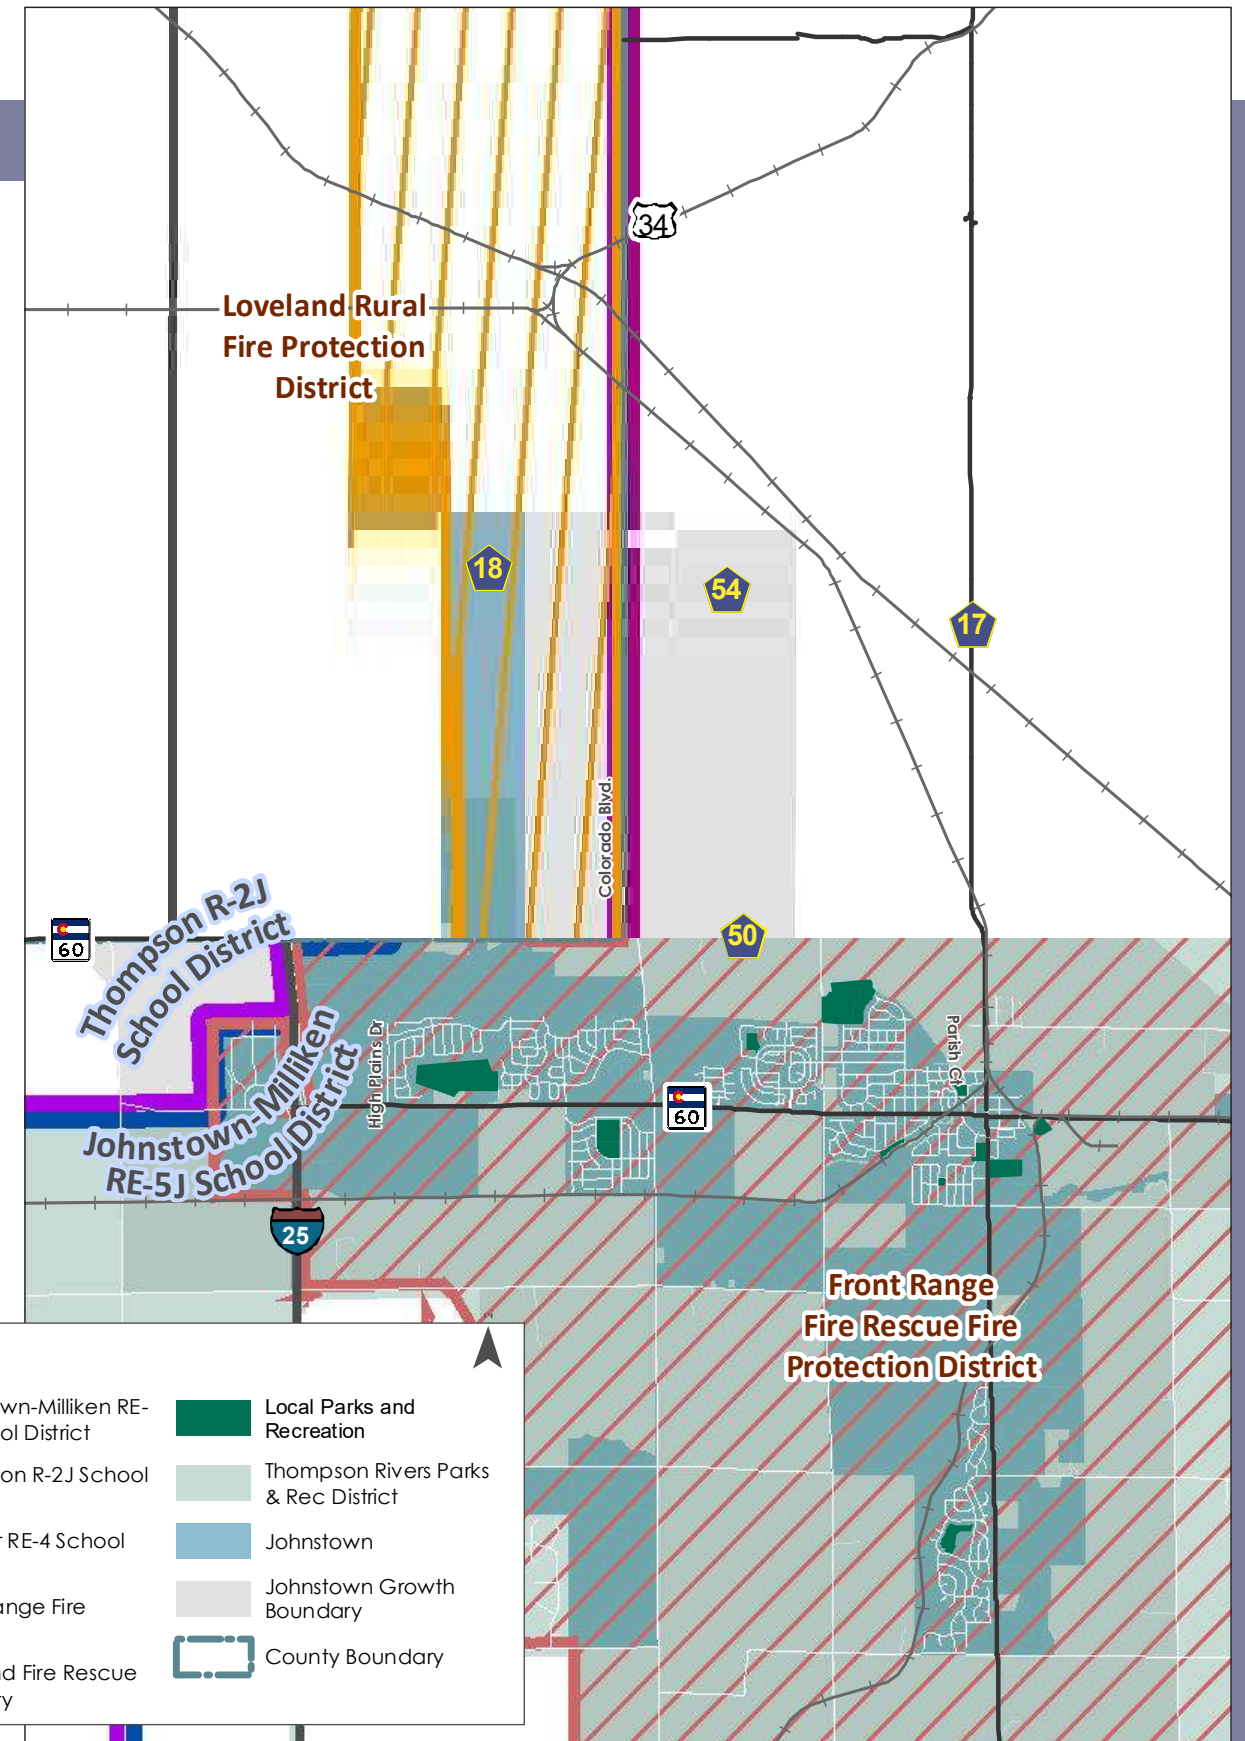 34
Loveland Rural
Fire Protection
District
18
54
17
Colorado Blvd.
Thompson R-2J
School District
60
50
Johnstown-Milliken
RE-5J School District
High Plains Dr
Parish
60
25
Front Range
Fire Rescue Fire
Protection District
wn-Milliken RE-
ol District
on R-2J School
r RE-4 School
ange Fire
d Fire Rescue
ry
Local Parks and
Recreation
Thompson Rivers Parks
& Rec District
Johnstown
Johnstown Growth
Boundary
County Boundary